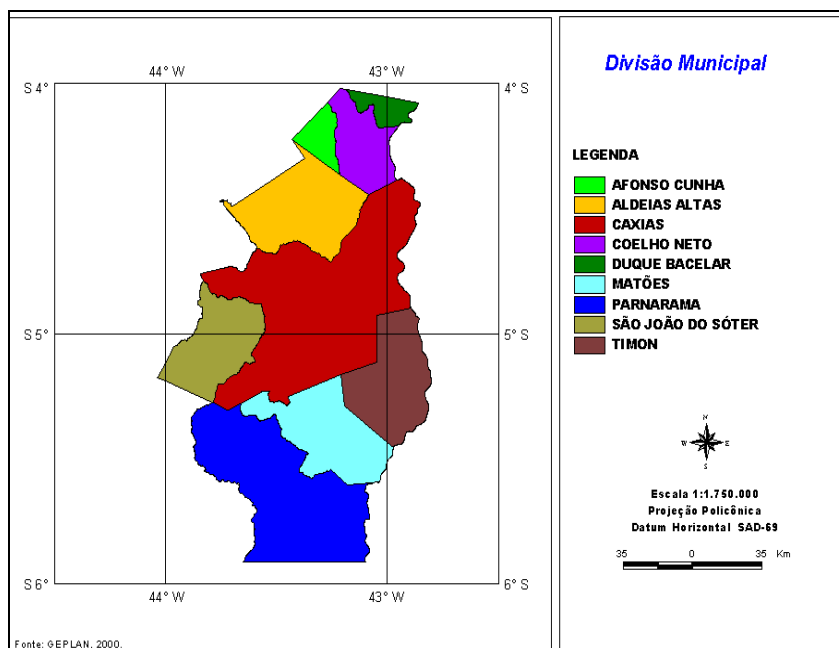 44° W 43° W
S 4° 4° S
S 5° 5° S
S 6° 6° S
44° W 43° W
Fonte: GEPLAN, 2000.
Divisão Municipal
LEGENDA
AFONSO CUNHA
ALDEIAS ALTAS
CAXIAS
COELHO NETO
DUQUE BACELAR
MATÕES
PARNARAMA
SÃO JOÃO DO SÓTER
TIMON
N
W E
S
Escala 1:1.750.000
Projeção Policônica
Datum Horizontal SAD-69
35 0 35 Km